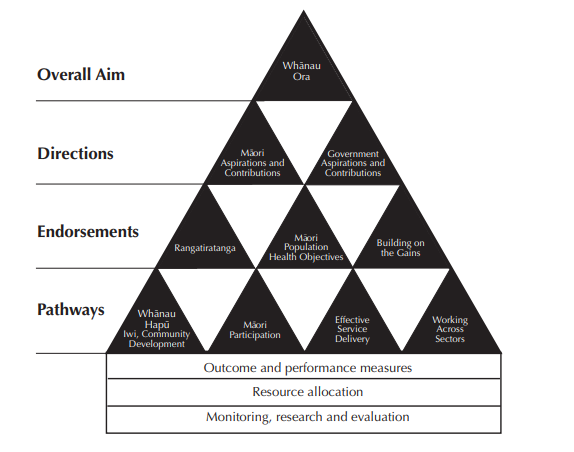 Overall Aim
Whānau
Ora
Directions
Māori
Aspirations and
Contributions
Government
Aspirations and
Contributions
Endorsements
Rangatiratanga
Māori
Population
Health Objectives
Building on
the Gains
Pathways
Whānau
Hapū
Iwi, Community
Development
Māori
Participation
Effective
Service
Delivery
Working
Across
Sectors
Outcome and performance measures
Resource allocation
Monitoring, research and evaluation